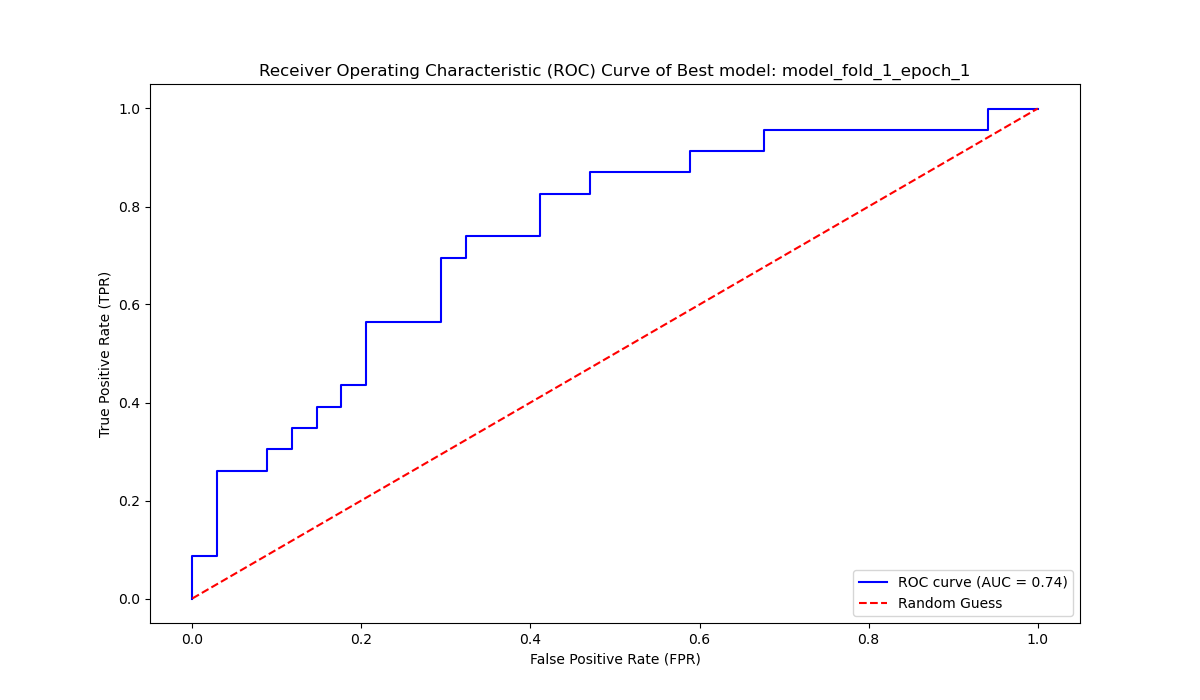 Receiver Operating Characteristic (ROC) Curve of Best model: model_fold_1_epoch_1
True Positive Rate (TPR)
1.0
0.8
0.6
0.4
0.2
0.0
ROC curve (AUC = 0.74)
Random Guess
0.0 0.2 0.4 0.6 0.8 1.0
False Positive Rate (FPR)